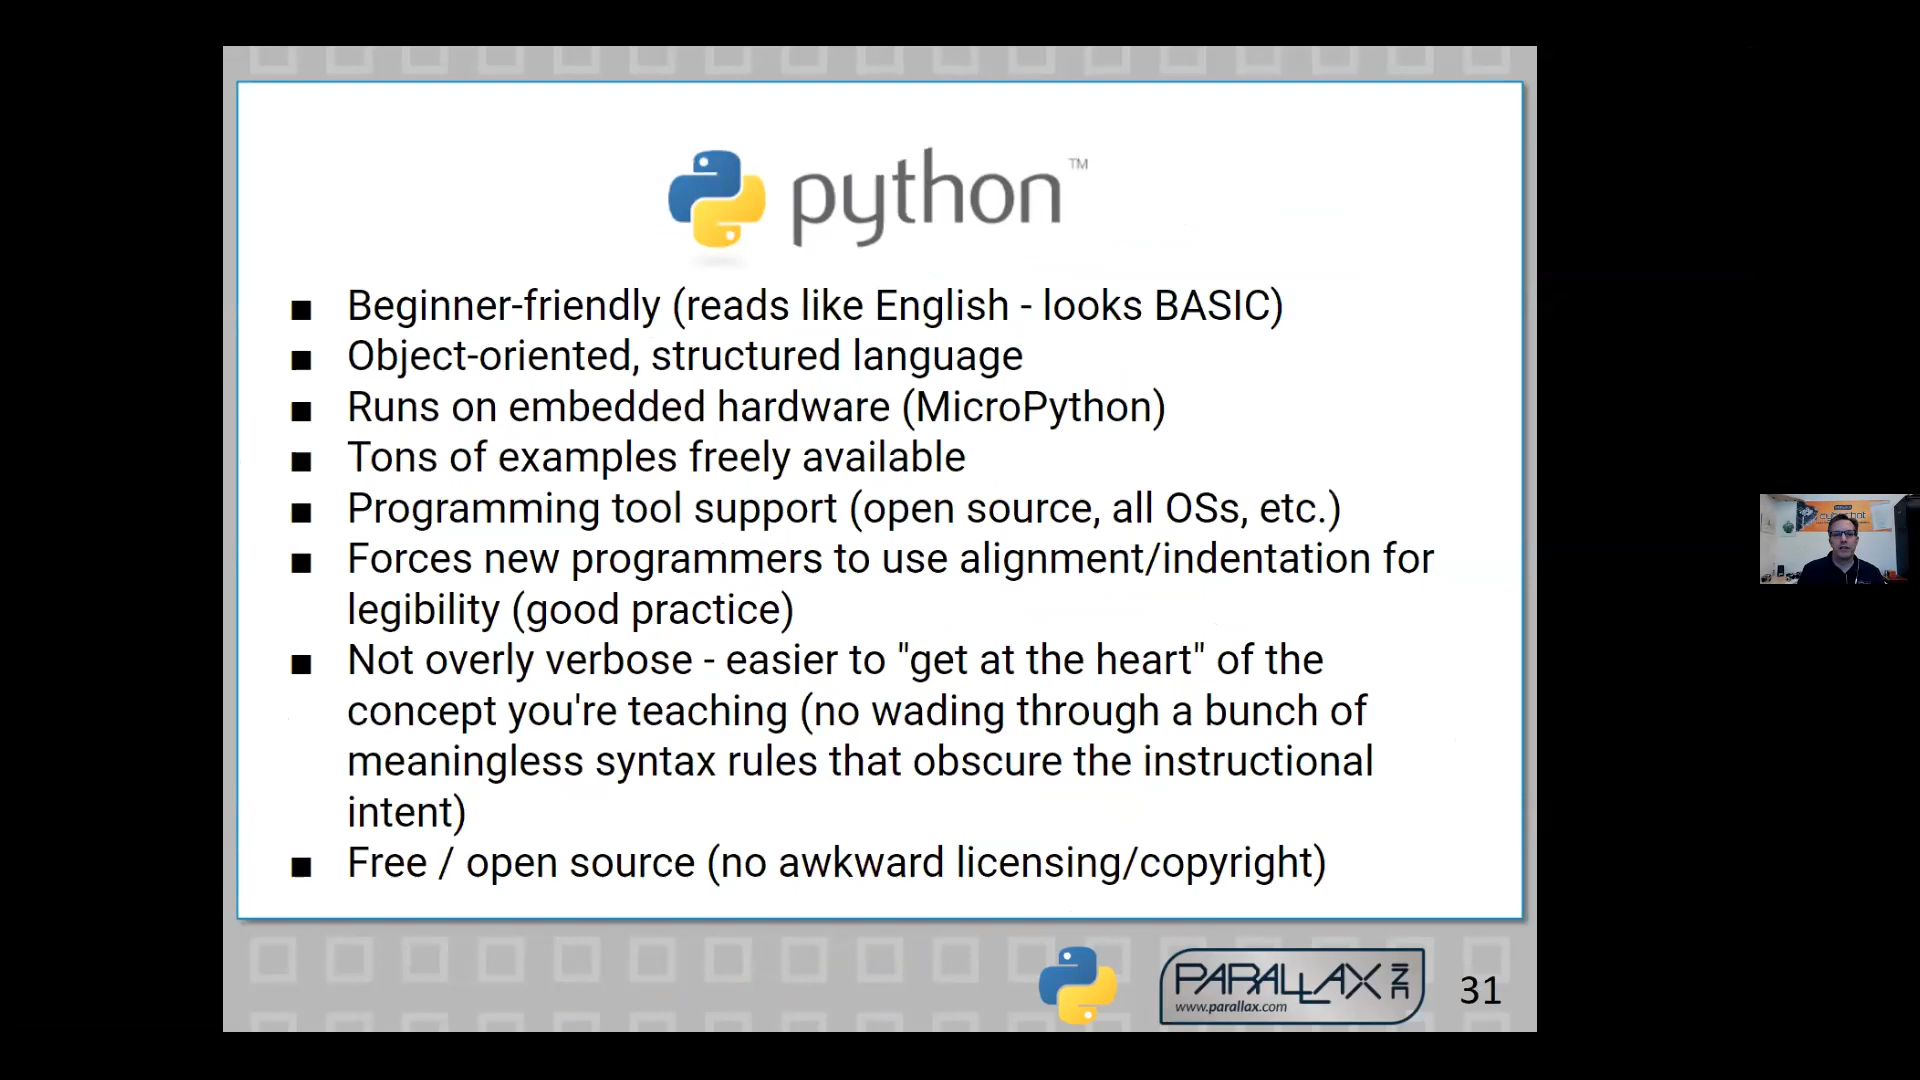 python™
■ Beginner-friendly (reads like English - looks BASIC)
■ Object-oriented, structured language
■ Runs on embedded hardware (MicroPython)
■ Tons of examples freely available
■ Programming tool support (open source, all OSs, etc.)
■ Forces new programmers to use alignment/indentation for
legibility (good practice)
■ Not overly verbose - easier to "get at the heart" of the
concept you're teaching (no wading through a bunch of
meaningless syntax rules that obscure the instructional
intent)
■ Free / open source (no awkward licensing/copyright)
PARALLAX INC
www.parallax.com
31